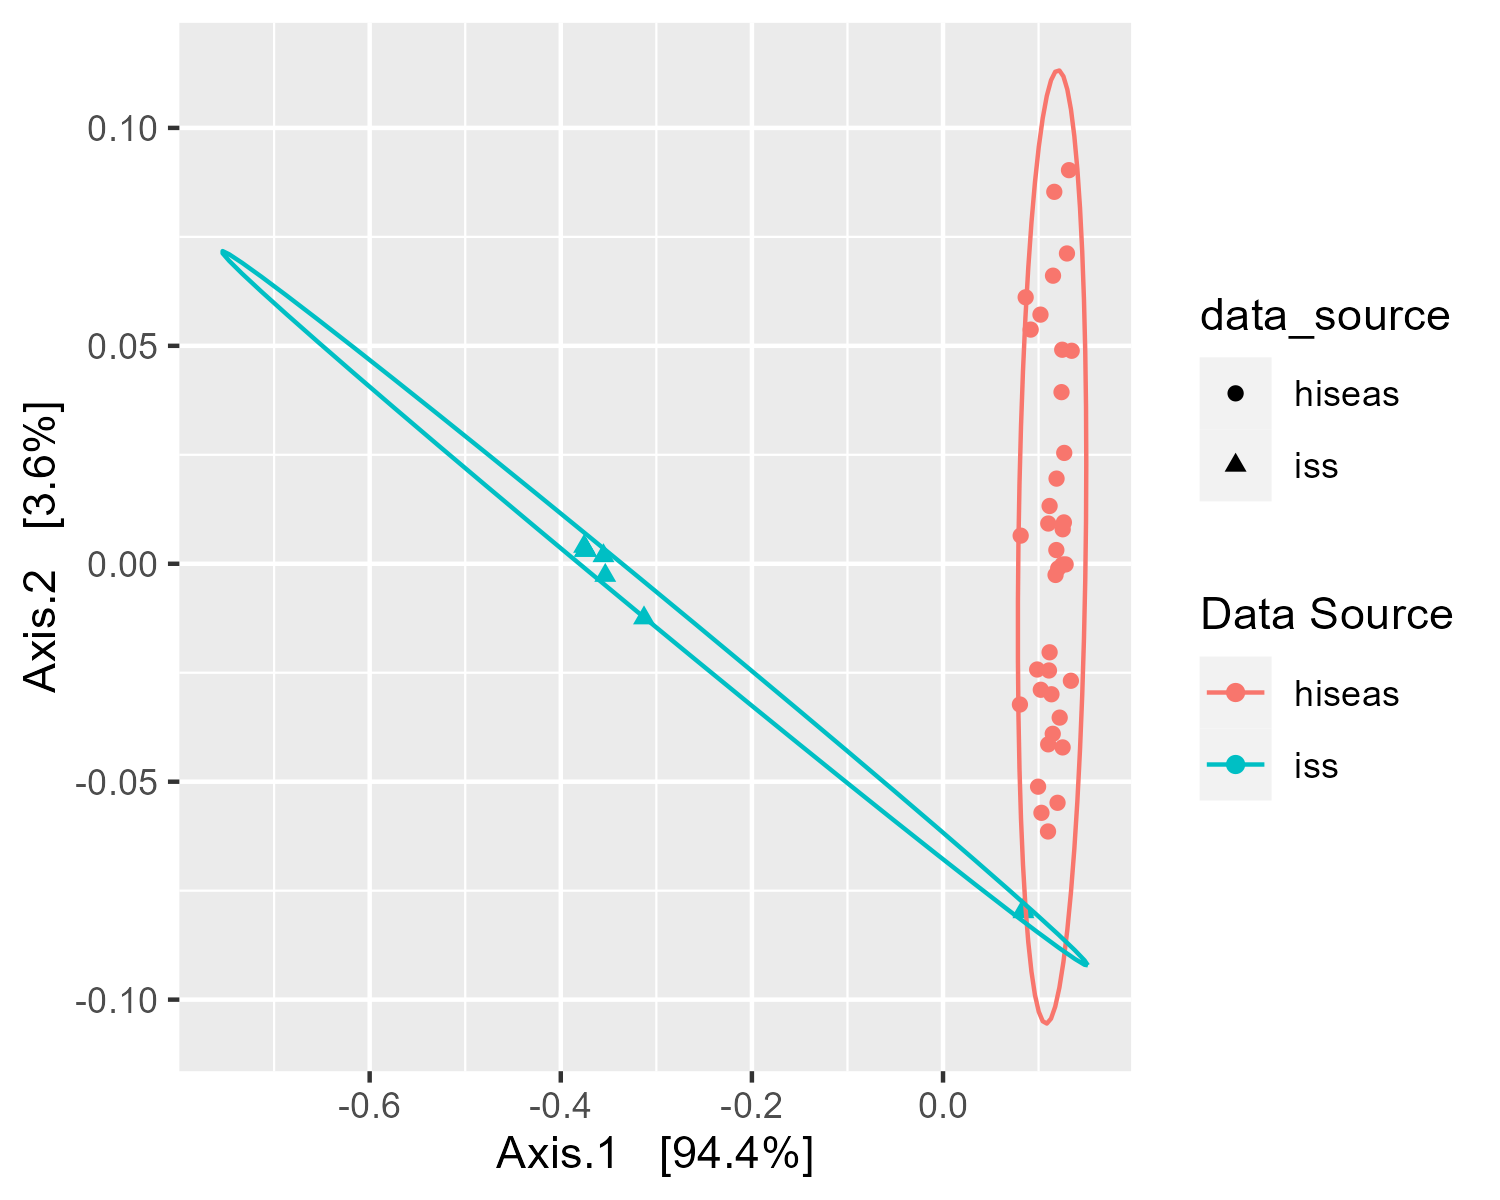 0.10
0.05
0.00
-0.05
-0.10
Axis.2 [3.6%]
-0.6 -0.4 -0.2 0.0
Axis.1 [94.4%]
data_source
hiseas
iss
Data Source
hiseas
iss